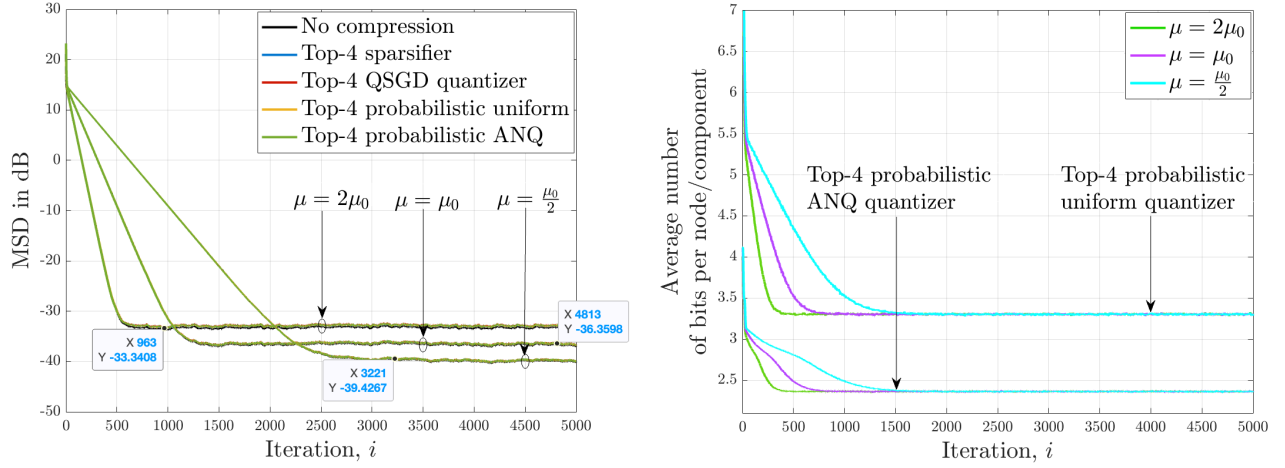 30
20
10
0
-10
-20
-30
-40
-50
MSD in dB
No compression
Top-4 sparsifier
Top-4 QSGD quantizer
Top-4 probabilistic uniform
Top-4 probabilistic ANQ
μ = 2μ₀
μ = μ₀
μ = μ₀/2
X 963
Y -33.3408
X 3221
Y -39.4267
X 4813
Y -36.3598
0 500 1000 1500 2000 2500 3000 3500 4000 4500 5000
Iteration, i
7
6.5
6
5.5
5
4.5
4
3.5
3
2.5
Average number
of bits per node/component
μ = 2μ₀
μ = μ₀
μ = μ₀/2
Top-4 probabilistic
ANQ quantizer
Top-4 probabilistic
uniform quantizer
0 500 1000 1500 2000 2500 3000 3500 4000 4500 5000
Iteration, i